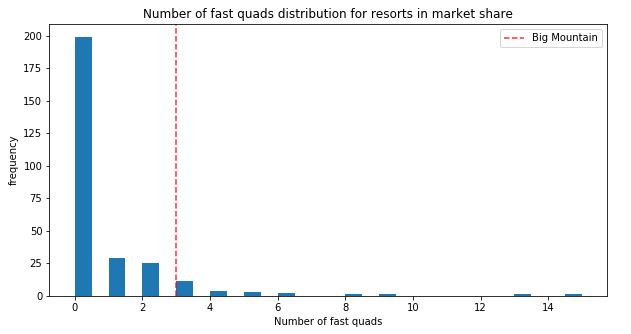 Number of fast quads distribution for resorts in market share
Big Mountain
200
175
150
125
100
75
50
25
0
frequency
0 2 4 6 8 10 12 14
Number of fast quads